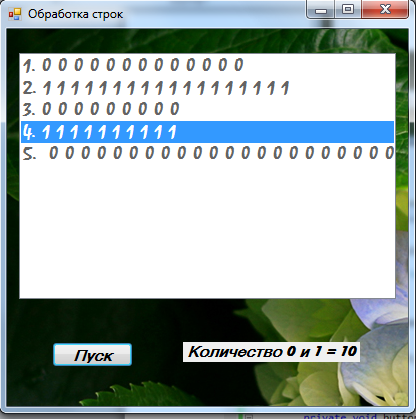 Обработка строк
1. 0 0 0 0 0 0 0 0 0 0 0 0 0
2. 1 1 1 1 1 1 1 1 1 1 1 1 1 1 1 1 1 1
3. 0 0 0 0 0 0 0 0 0
4. 1 1 1 1 1 1 1 1 1 1
5. 0 0 0 0 0 0 0 0 0 0 0 0 0 0 0 0 0 0 0 0 0 0
Пуск
Количество 0 и 1 = 10
private void